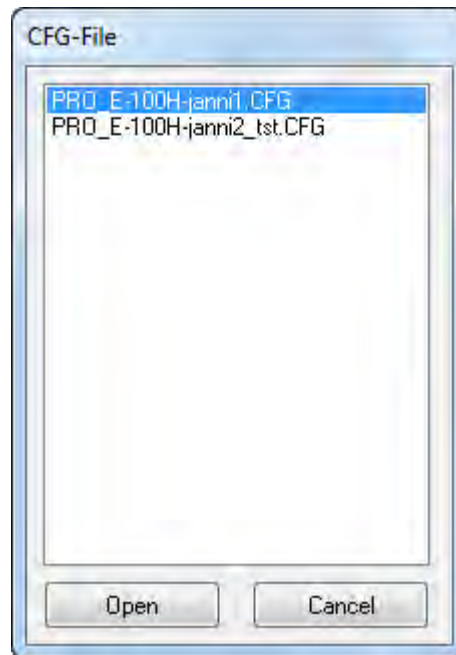 CFG-File
PRO_E-100H-janni1.CFG
PRO_E-100H-janni2_tst.CFG
Open Cancel